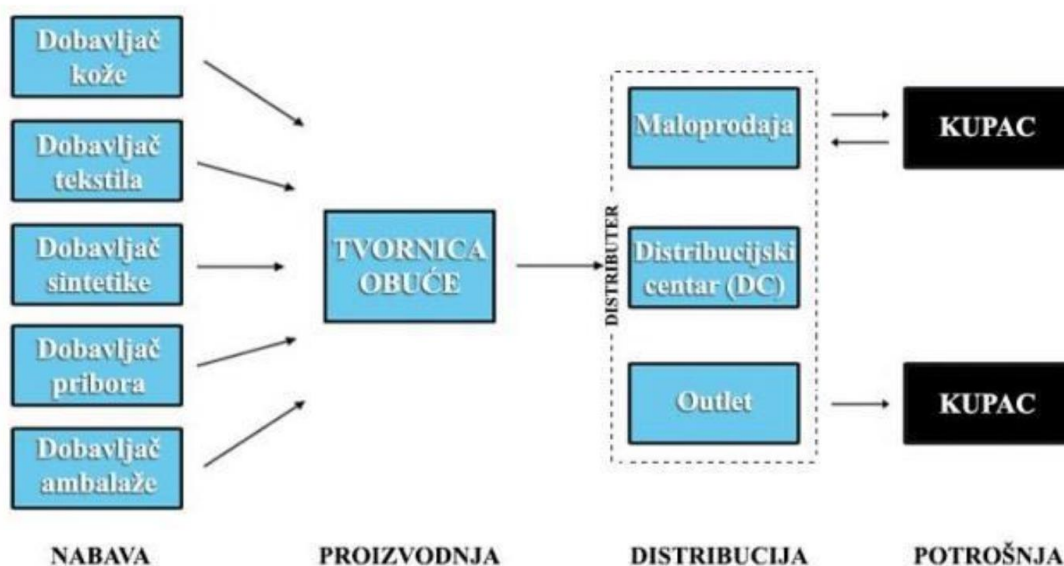 Dobavljač
kože
Dobavljač
tekstila
Dobavljač
sintetike
Dobavljač
pribora
Dobavljač
ambalaže
TVORNICA
OBUĆE
DISTRIBUTER
Maloprodaja
Distribucijski
centar (DC)
Outlet
KUPAC
KUPAC
NABAVA
PROIZVODNJA
DISTRIBUCIJA
POTROŠNJA